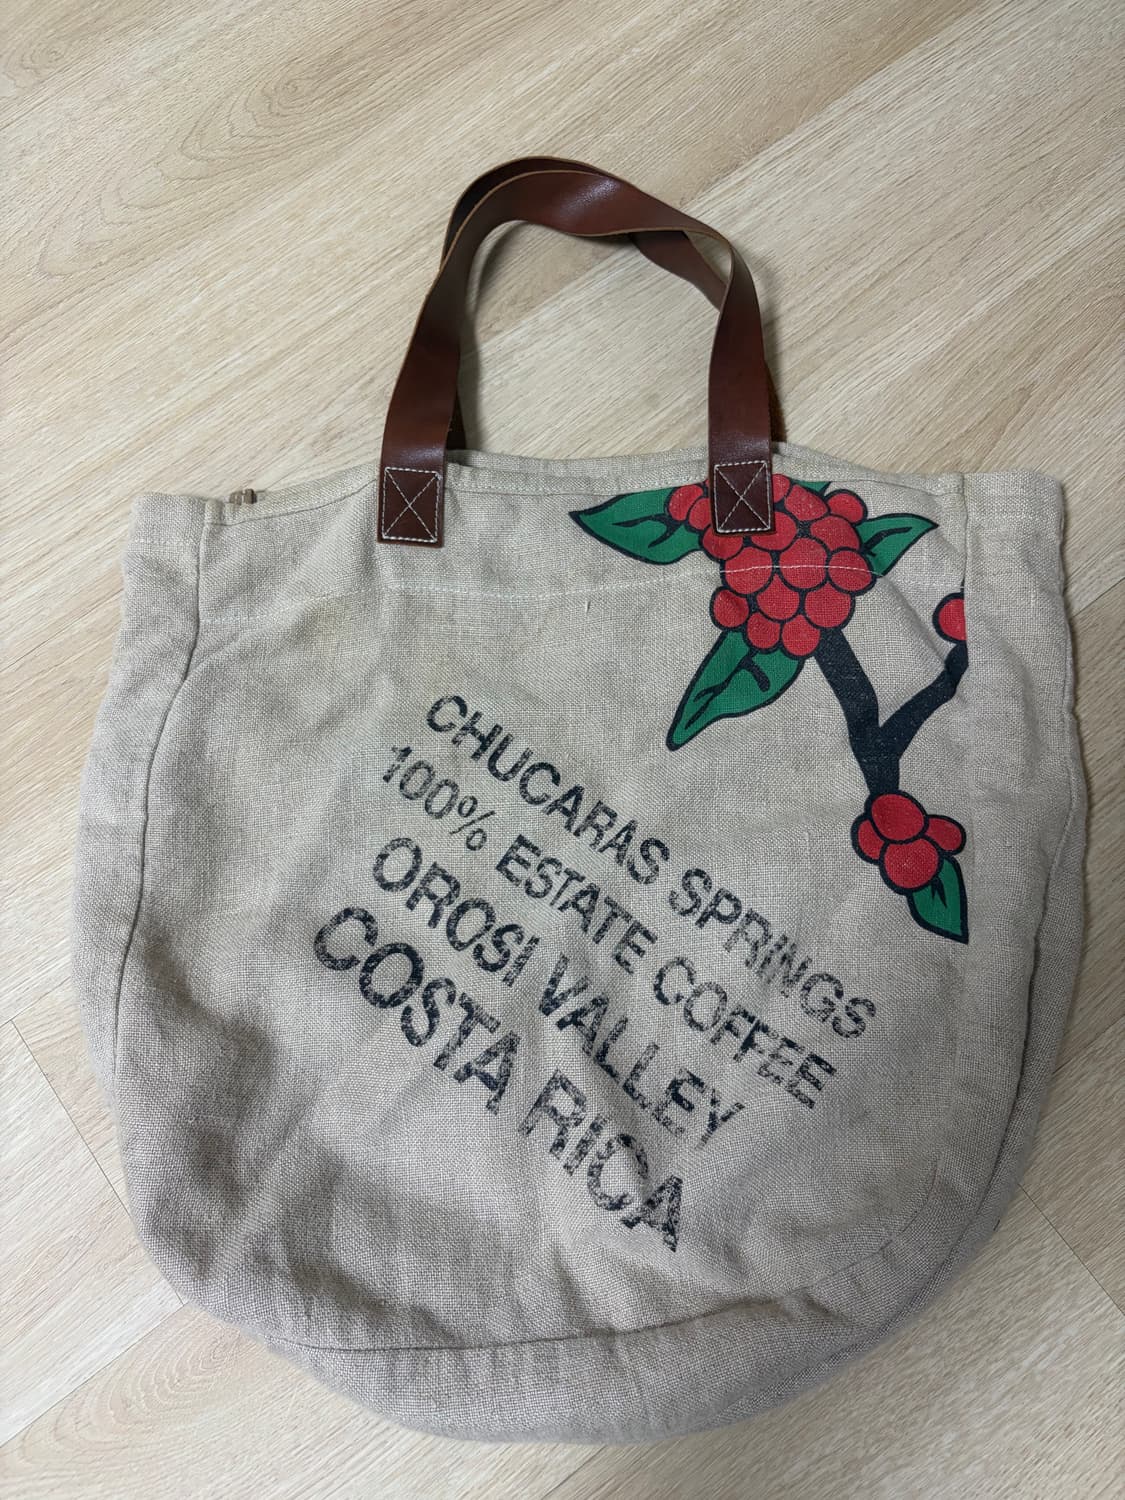 CHUCARAS SPRINGS
100% ESTATE COFFEE
OROSI VALLEY
COSTA RICA